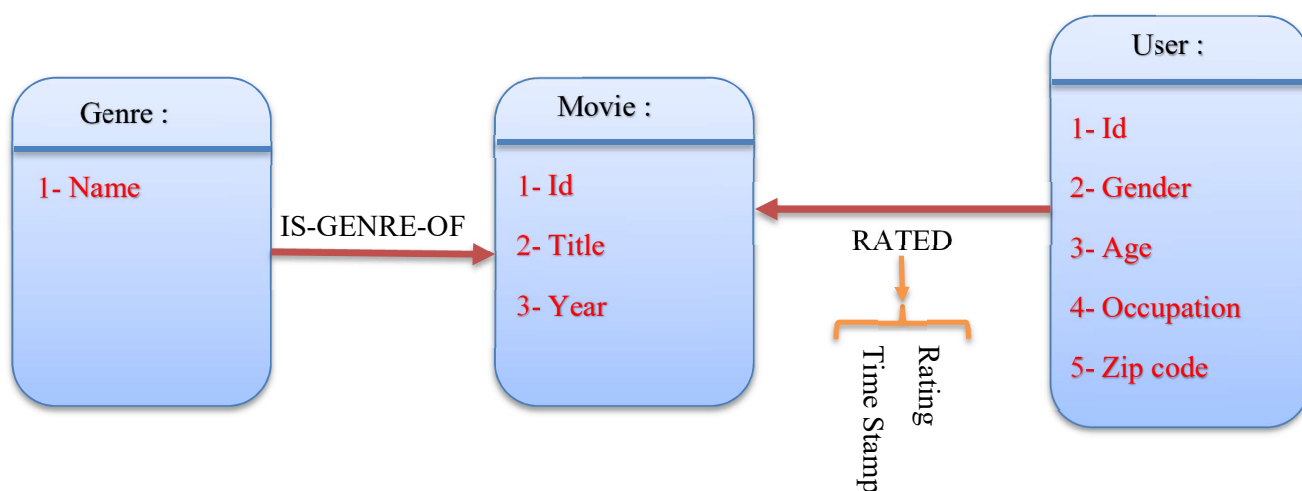 Genre :
1- Name
IS-GENRE-OF
Movie :
1- Id
2- Title
3- Year
RATED
Rating
Time Stamp
User :
1- Id
2- Gender
3- Age
4- Occupation
5- Zip code